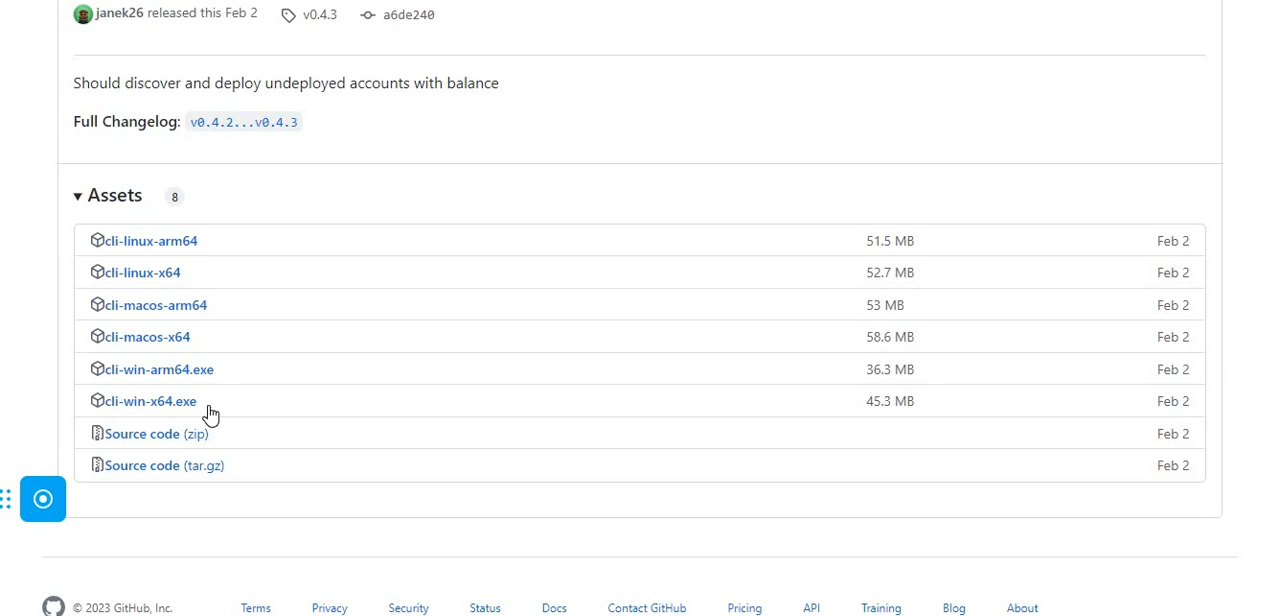 janek26 released this Feb 2 v0.4.3 a6de240
Should discover and deploy undeployed accounts with balance
Full Changelog: v0.4.2...v0.4.3
Assets 8
cli-linux-arm64 51.5 MB Feb 2
cli-linux-x64 52.7 MB Feb 2
cli-macos-arm64 53 MB Feb 2
cli-macos-x64 58.6 MB Feb 2
cli-win-arm64.exe 36.3 MB Feb 2
cli-win-x64.exe 45.3 MB Feb 2
Source code (zip) Feb 2
Source code (tar.gz) Feb 2
© 2023 GitHub, Inc. Terms Privacy Security Status Docs Contact GitHub Pricing API Training Blog About